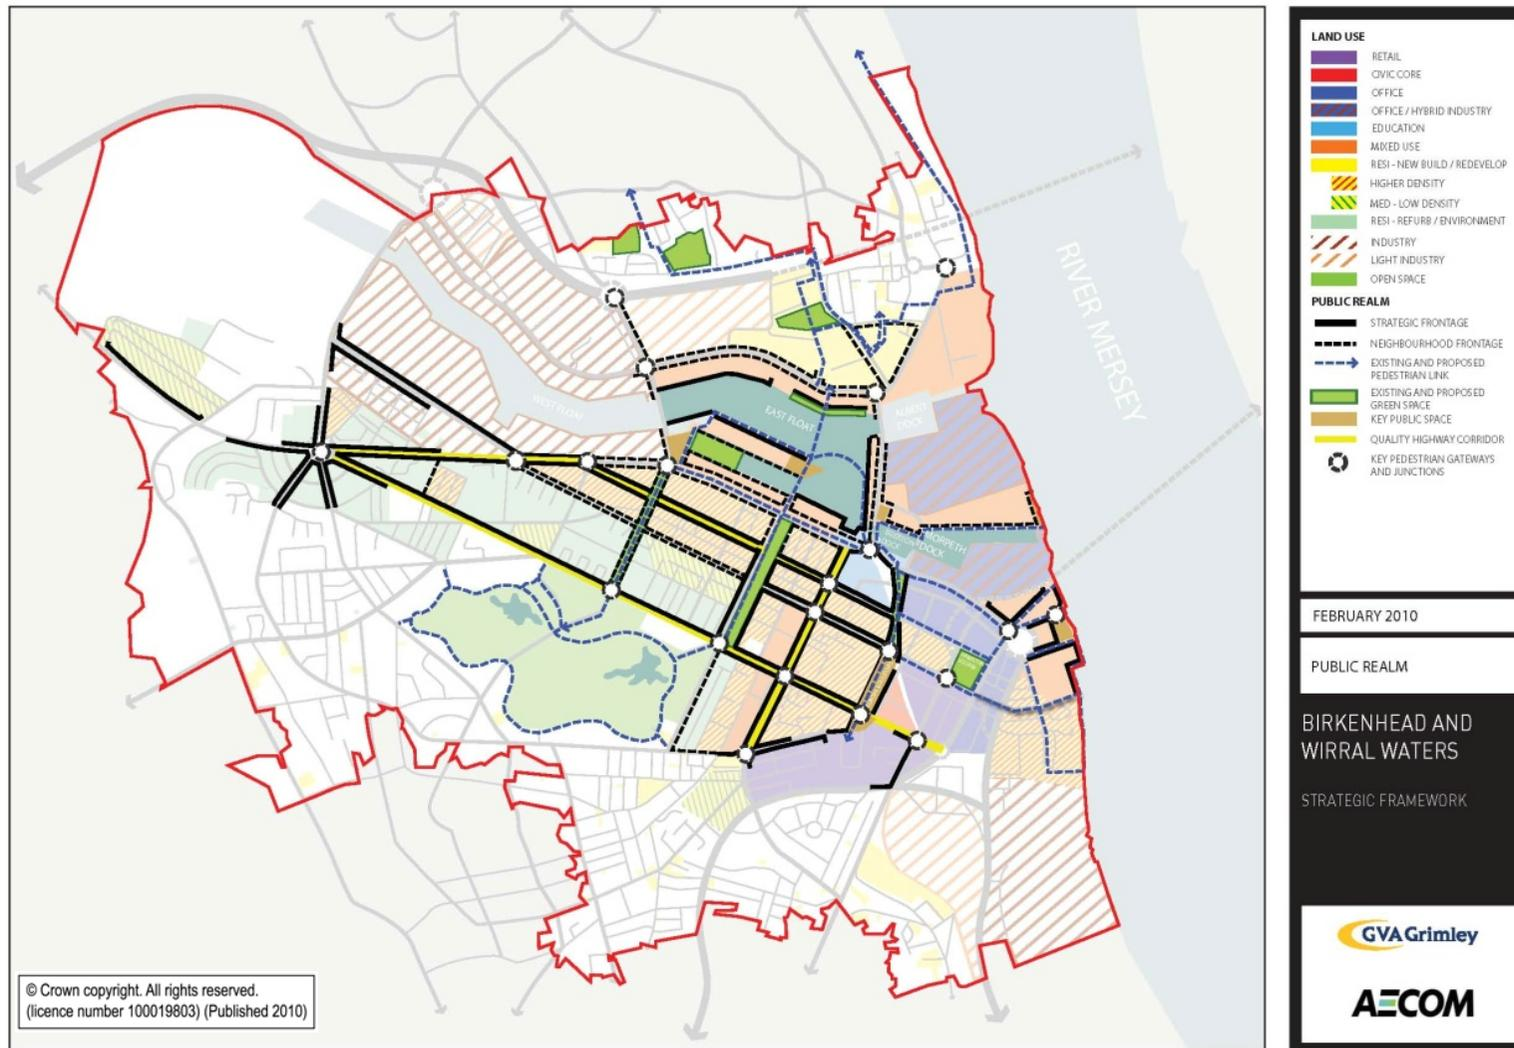 WEST FLOAT
EAST FLOAT
ALBERT
DOCK
MORPETH
DOCK
DOCK
RIVER MERSEY
© Crown copyright. All rights reserved.
(licence number 100019803) (Published 2010)
LAND USE
RETAIL
CIVIC CORE
OFFICE
OFFICE / HYBRID INDUSTRY
EDUCATION
MIXED USE
RESI - NEW BUILD / REDEVELOP
HIGHER DENSITY
MED - LOW DENSITY
RESI - REFURB / ENVIRONMENT
INDUSTRY
LIGHT INDUSTRY
OPEN SPACE
PUBLIC REALM
STRATEGIC FRONTAGE
NEIGHBOURHOOD FRONTAGE
EXISTING AND PROPOSED
PEDESTRIAN LINK
EXISTING AND PROPOSED
GREEN SPACE
KEY PUBLIC SPACE
QUALITY HIGHWAY CORRIDOR
KEY PEDESTRIAN GATEWAYS
AND JUNCTIONS
FEBRUARY 2010
PUBLIC REALM
BIRKENHEAD AND
WIRRAL WATERS
STRATEGIC FRAMEWORK
GVA Grimley
AECOM